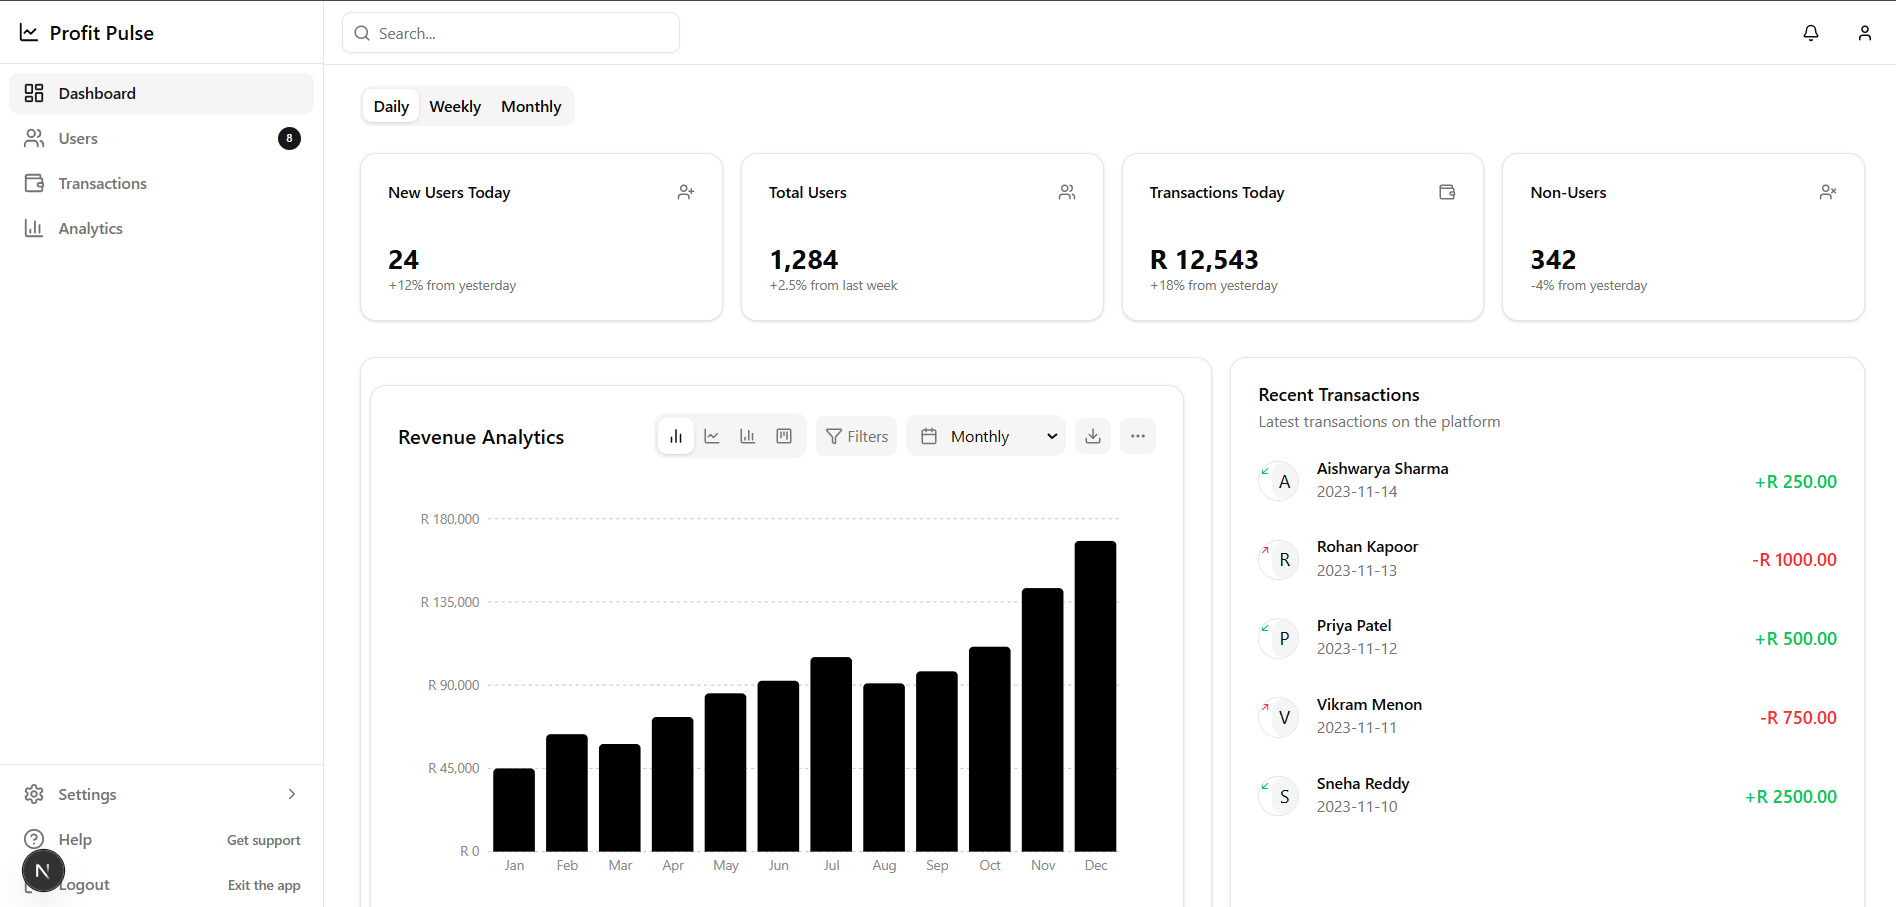 Profit Pulse
Search...
Dashboard
Users
8
Transactions
Analytics
Settings
Help
Get support
N
Logout
Exit the app
Daily Weekly Monthly
New Users Today
24
+12% from yesterday
Total Users
1,284
+2.5% from last week
Transactions Today
R 12,543
+18% from yesterday
Non-Users
342
-4% from yesterday
Revenue Analytics
Filters
Monthly
R 180,000
R 135,000
R 90,000
R 45,000
R 0
Jan Feb Mar Apr May Jun Jul Aug Sep Oct Nov Dec
Recent Transactions
Latest transactions on the platform
A
Aishwarya Sharma
2023-11-14
+R 250.00
R
Rohan Kapoor
2023-11-13
-R 1000.00
P
Priya Patel
2023-11-12
+R 500.00
V
Vikram Menon
2023-11-11
-R 750.00
S
Sneha Reddy
2023-11-10
+R 2500.00